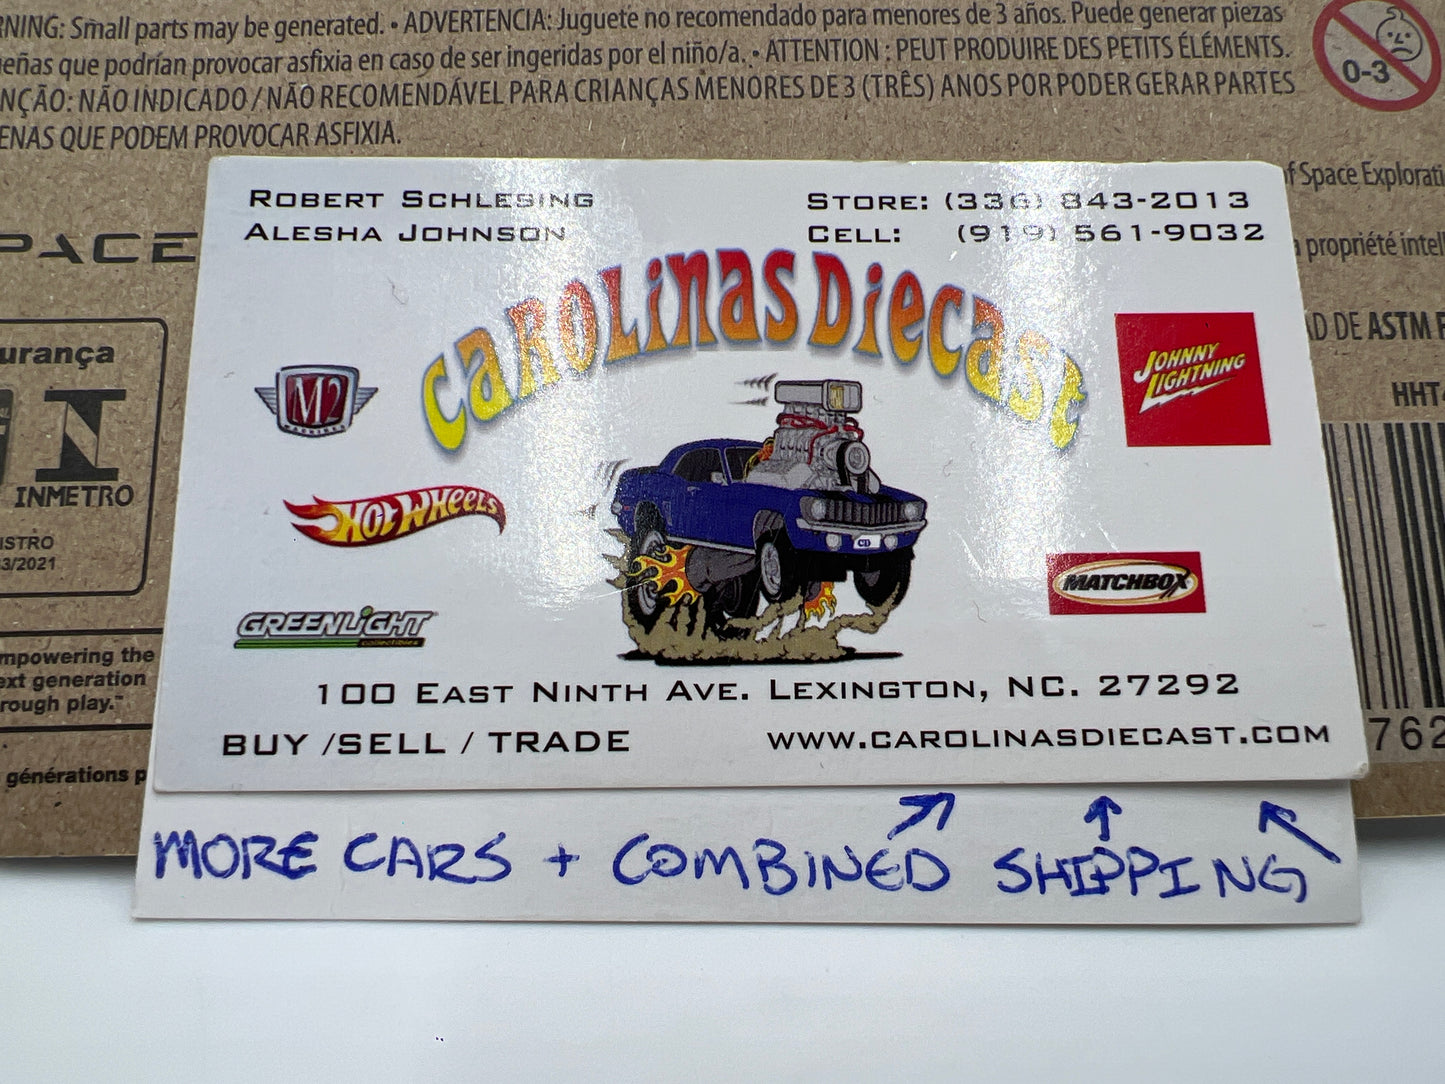 RNING: Small parts may be generated. • ADVERTENCIA: Juguete no recomendado para menores de 3 años. Puede generar piezas
ueñas que podrían provocar asfixia en caso de ser ingeridas por el niño/a. • ATTENTION : PEUT PRODUIRE DES PETITS ÉLÉMENTS.
NÇÃO: NÃO INDICADO / NÃO RECOMENDÁVEL PARA CRIANÇAS MENORES DE 3 (TRÊS) ANOS POR PODER GERAR PARTES
ENAS QUE PODEM PROVOCAR ASFIXIA.
0-3
of Space Explorati
PACE
propriété intell
D DE ASTM F
HHT
urança
INMETRO
ISTRO
3/2021
mpowering the
ext generation
rough play.™
générations p
762
ROBERT SCHLESING
ALESHA JOHNSON
STORE: (336) 843-2013
CELL: (919) 561-9032
CAROLINAS DIECAST
M2
MACHINES
JOHNNY
LIGHTNING
HOT WHEELS
CD
MATCHBOX
GREENLIGHT
collectibles
100 EAST NINTH AVE. LEXINGTON, NC. 27292
BUY /SELL / TRADE
WWW.CAROLINASDIECAST.COM
MORE CARS + COMBINED SHIPPING